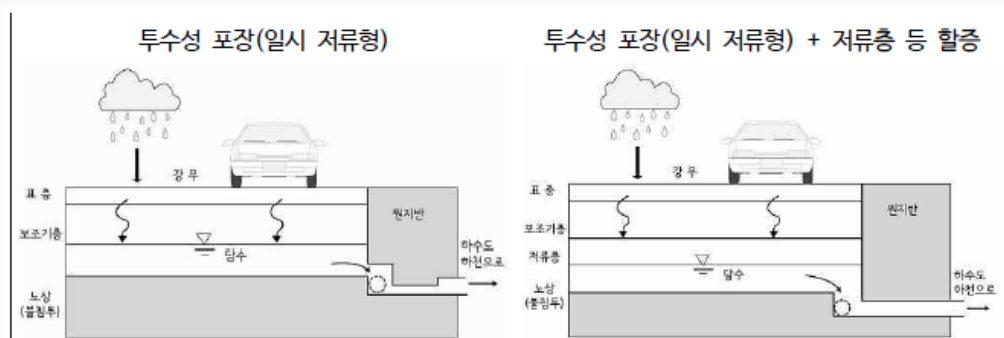 투수성 포장(일시 저류형)
강 우
표 층
보조기층
원지반
담수
하수도
하천으로
노상
(불침투)
투수성 포장(일시 저류형) + 저류층 등 할증
강 우
표 층
보조기층
원지반
저류층
담수
하수도
하천으로
노상
(불침투)